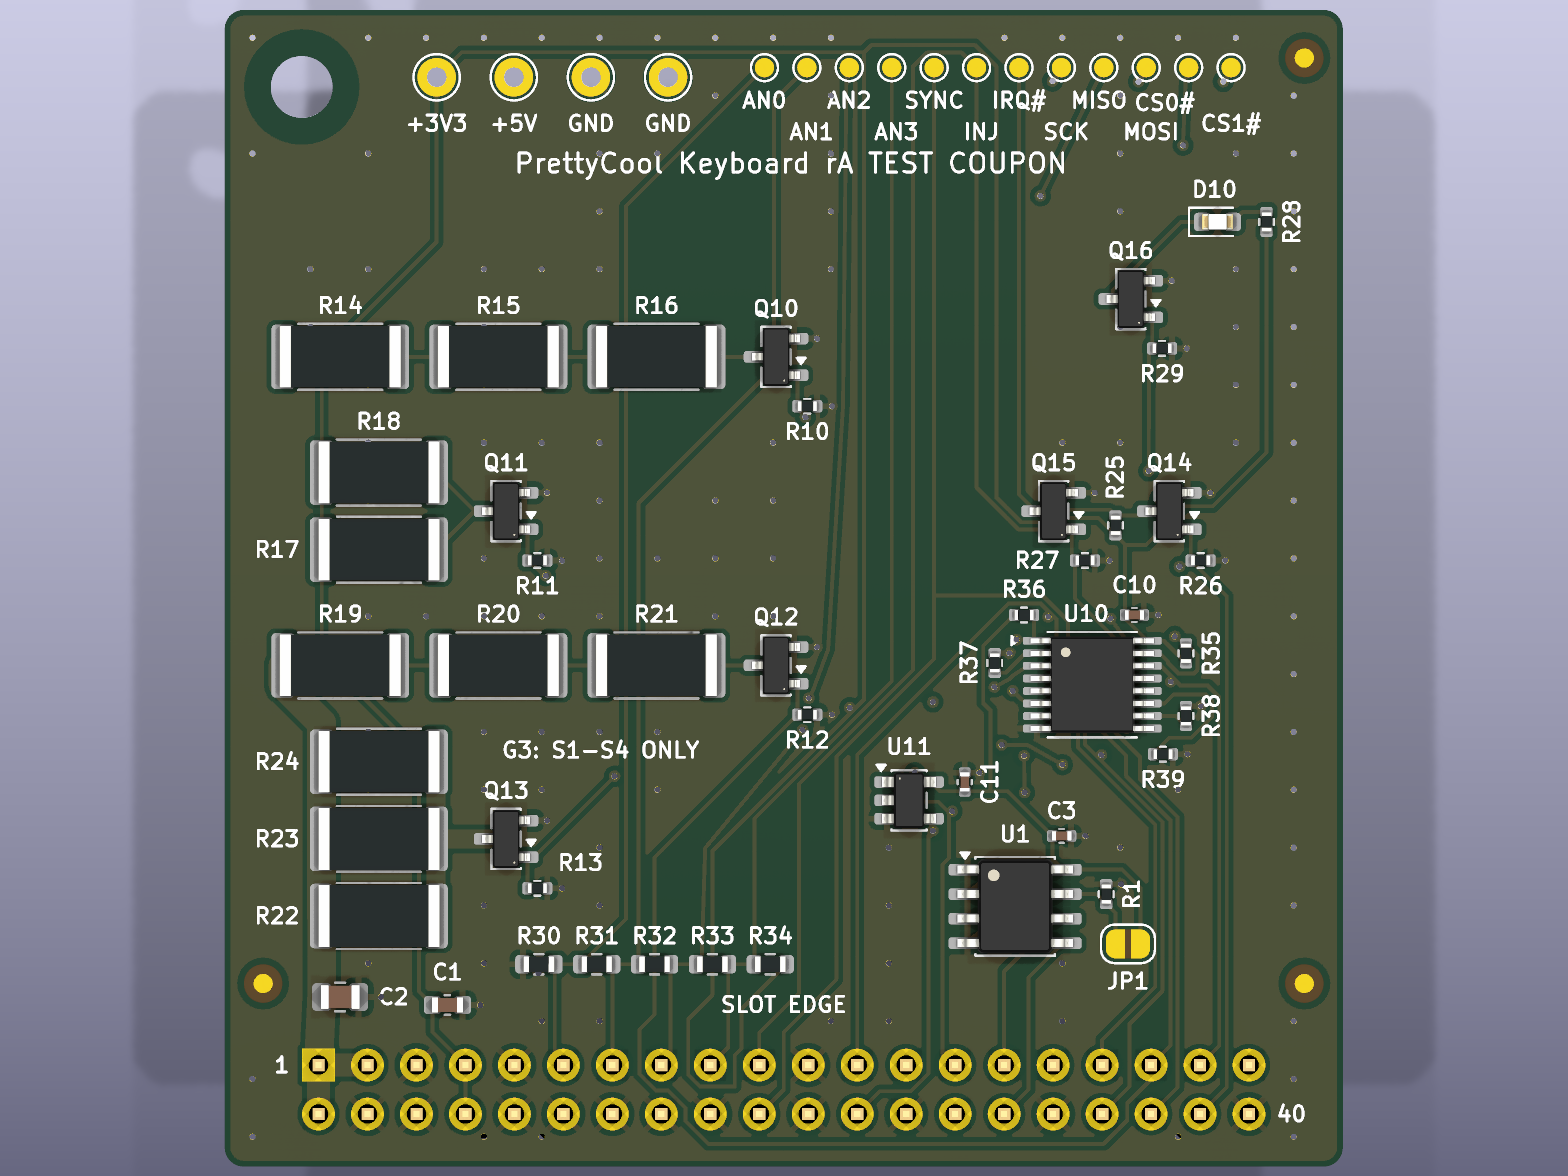 AN0 AN2 SYNC IRQ# MISO CS0#
+3V3 +5V GND GND AN1 AN3 INJ SCK MOSI CS1#
PrettyCool Keyboard rA TEST COUPON
D10
R28
Q16
R14 R15 R16 Q10
R29
R18 R10
Q11 Q15 R25 Q14
R17
R11 R27 R26
R36 C10
R19 R20 R21 Q12 U10
R37 R35
R38
R12
G3: S1-S4 ONLY U11
R24 C11 R39
Q13
C3
R23 U1
R13
R1
R22
R30 R31 R32 R33 R34
C1 JP1
C2 SLOT EDGE
1
40